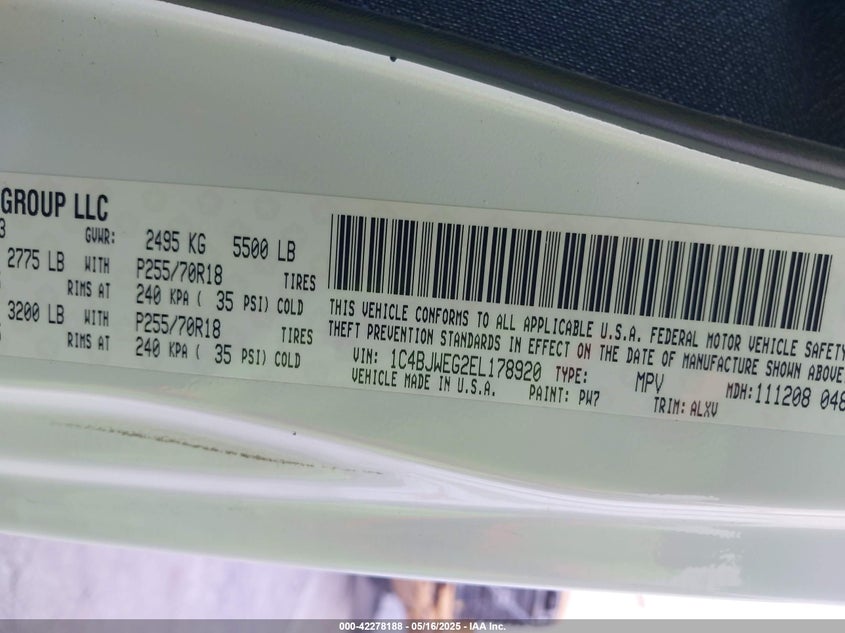 GROUP LLC
3
GVWR: 2495 KG 5500 LB
2775 LB WITH P255/70R18 TIRES
RIMS AT 240 KPA ( 35 PSI) COLD
3200 LB WITH P255/70R18 TIRES
RIMS AT 240 KPA ( 35 PSI) COLD
THIS VEHICLE CONFORMS TO ALL APPLICABLE U.S.A. FEDERAL MOTOR VEHICLE SAFETY
THEFT PREVENTION STANDARDS IN EFFECT ON THE DATE OF MANUFACTURE SHOWN ABOVE
VIN: 1C4BJWEG2EL178920 TYPE: MPV MDH:111208 048
VEHICLE MADE IN U.S.A. PAINT: PW7 TRIM: ALXV
000-42278188 - 05/16/2025 - IAA Inc.